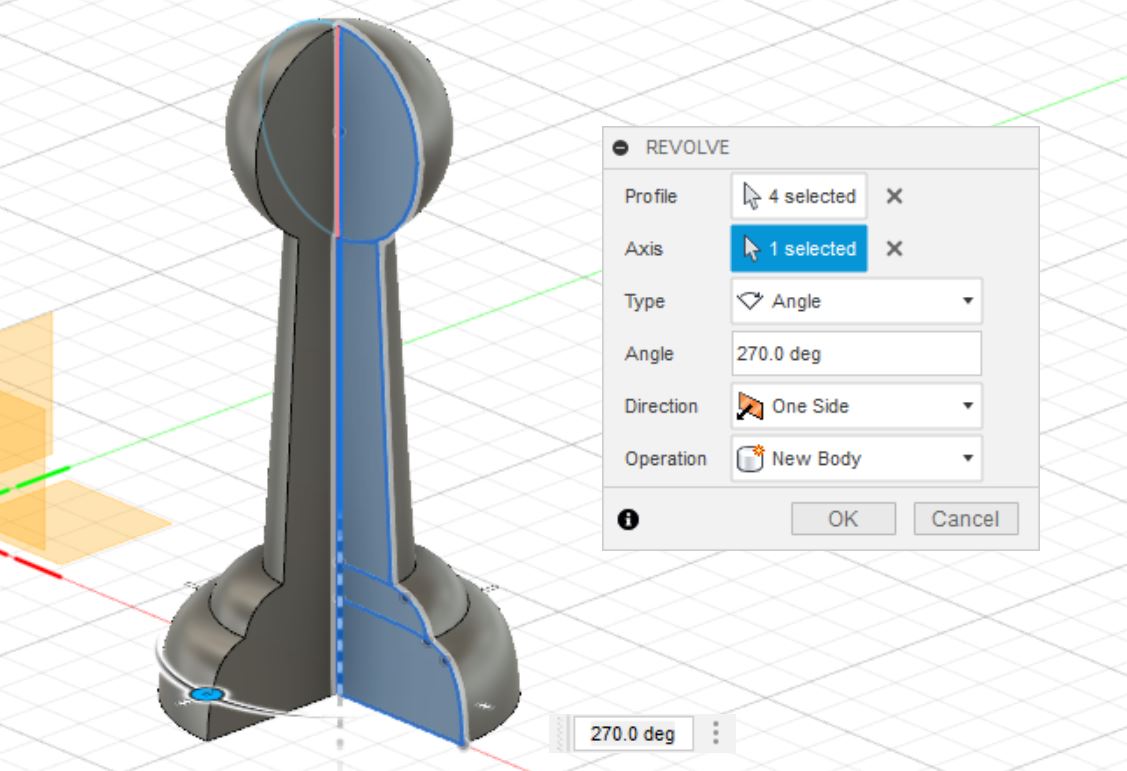 REVOLVE
Profile 4 selected
Axis 1 selected
Type Angle
Angle 270.0 deg
Direction One Side
Operation New Body
OK Cancel
270.0 deg